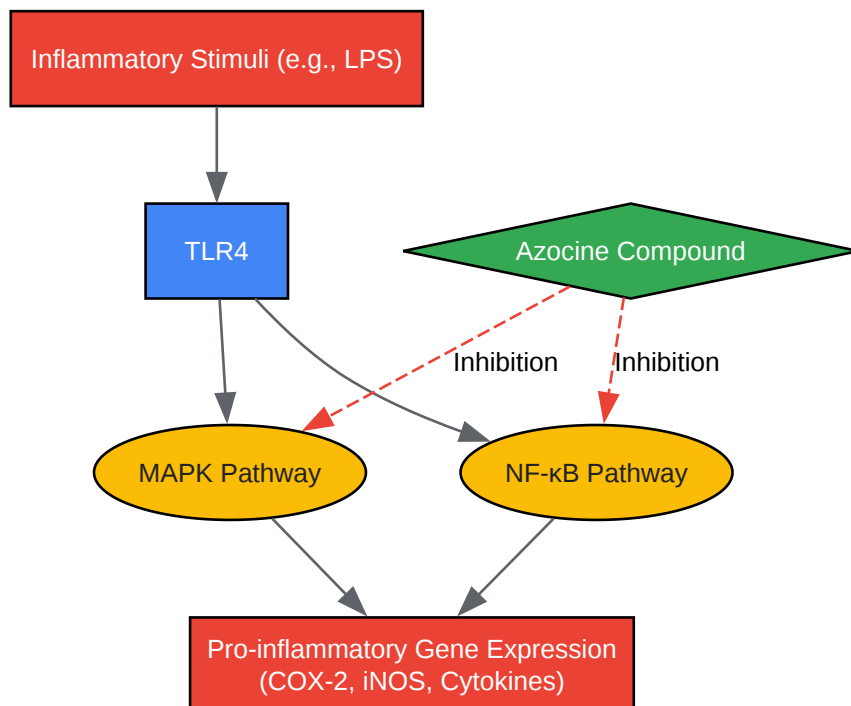 Inflammatory Stimuli (e.g., LPS)
TLR4
Azocine Compound
Inhibition
Inhibition
MAPK Pathway
NF-κB Pathway
Pro-inflammatory Gene Expression
(COX-2, iNOS, Cytokines)